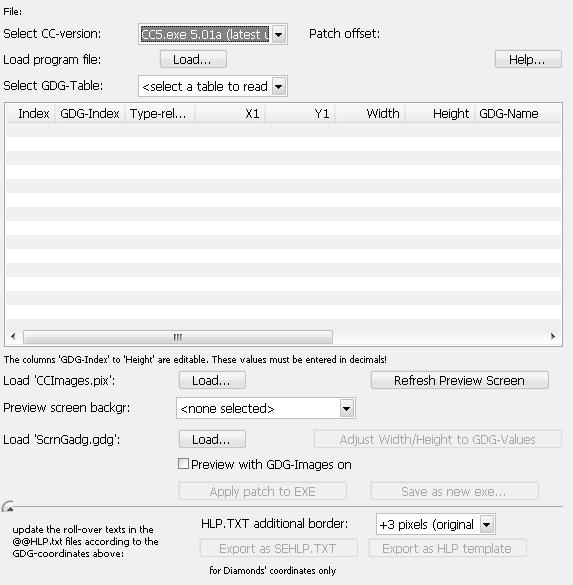 File:
Select CC-version: CC5.exe 5.01a (latest u Patch offset:
Load program file: Load... Help...
Select GDG-Table: <select a table to read
Index GDG-Index Type-rel... X1 Y1 Width Height GDG-Name
The columns 'GDG-Index' to 'Height' are editable. These values must be entered in decimals!
Load 'CCImages.pix': Load... Refresh Preview Screen
Preview screen backgr: <none selected>
Load 'ScrnGadg.gdg': Load... Adjust Width/Height to GDG-Values
Preview with GDG-Images on
Apply patch to EXE Save as new exe...
HLP.TXT additional border: +3 pixels (original
update the roll-over texts in the
@@HLP.txt files according to the
GDG-coordinates above:
Export as SEHLP.TXT Export as HLP template
for Diamonds' coordinates only